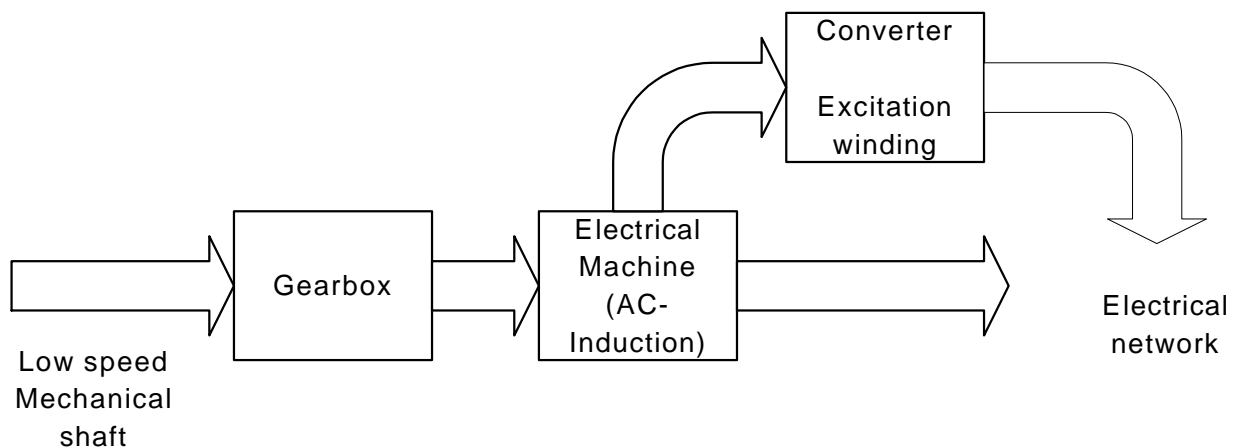 Converter
Excitation
winding
Electrical
Machine
(AC-
Induction)
Gearbox
Low speed
Mechanical
shaft
Electrical
network